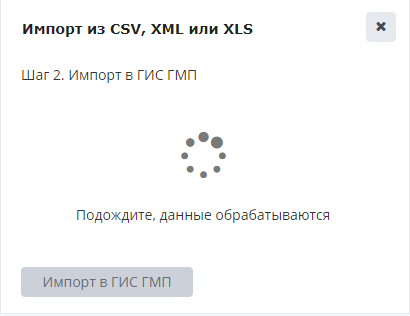 Импорт из CSV, XML или XLS
Шаг 2. Импорт в ГИС ГМП
Подождите, данные обрабатываются
Импорт в ГИС ГМП